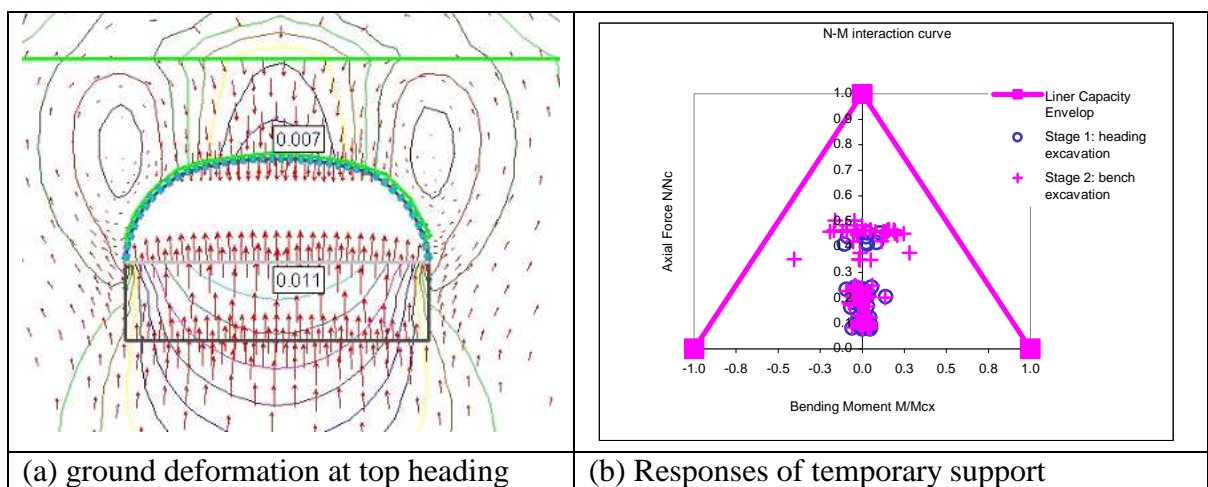 0.007
0.011
(a) ground deformation at top heading
N-M interaction curve
1.0
0.9
0.8
0.7
0.6
0.5
0.4
0.3
0.2
0.1
0.0
-1.0
-0.8
-0.5
-0.3
0.0
0.3
0.5
0.8
1.0
Axial Force N/Nc
Bending Moment M/Mcx
Liner Capacity
Envelop
Stage 1: heading
excavation
Stage 2: bench
excavation
(b) Responses of temporary support